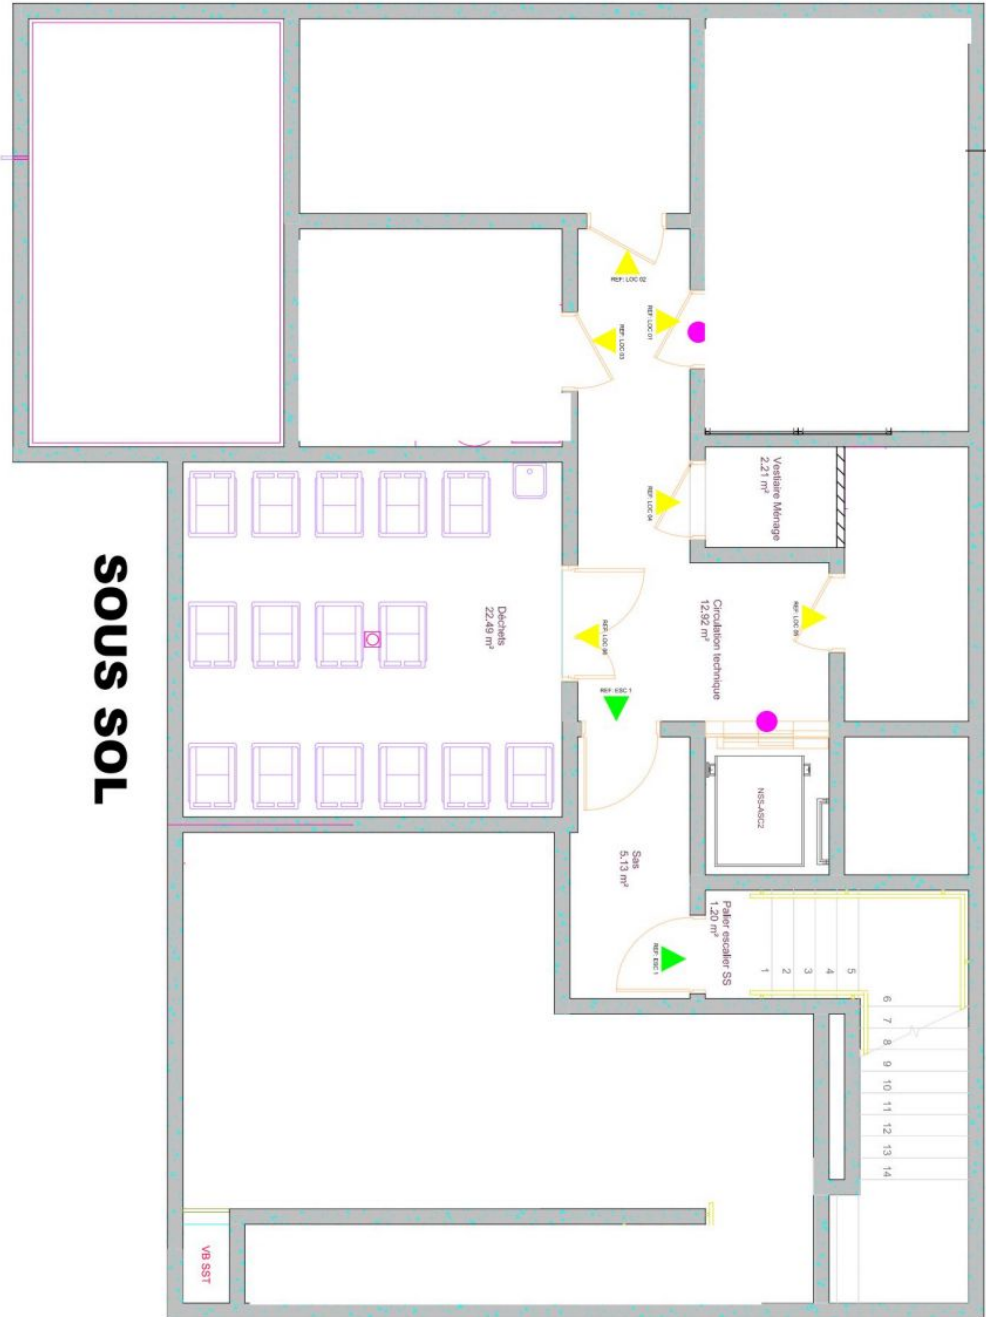 REF: LOC 02
REF: LOC 01
REF: LOC 03
Vestiaire Ménage
2.21 m²
REF: LOC 04
SOUS SOL
Déchets
22.49 m²
Circulation technique
12.92 m²
REF: LOC 05
REF: LOC 06
REF: ESC 1
NSS-ASC2
Sas
5.13 m²
Palier escalier SS
1.20 m²
REF: ESC 1
1
2
3
4
5
6
7
8
9
10
11
12
13
14
VB SST